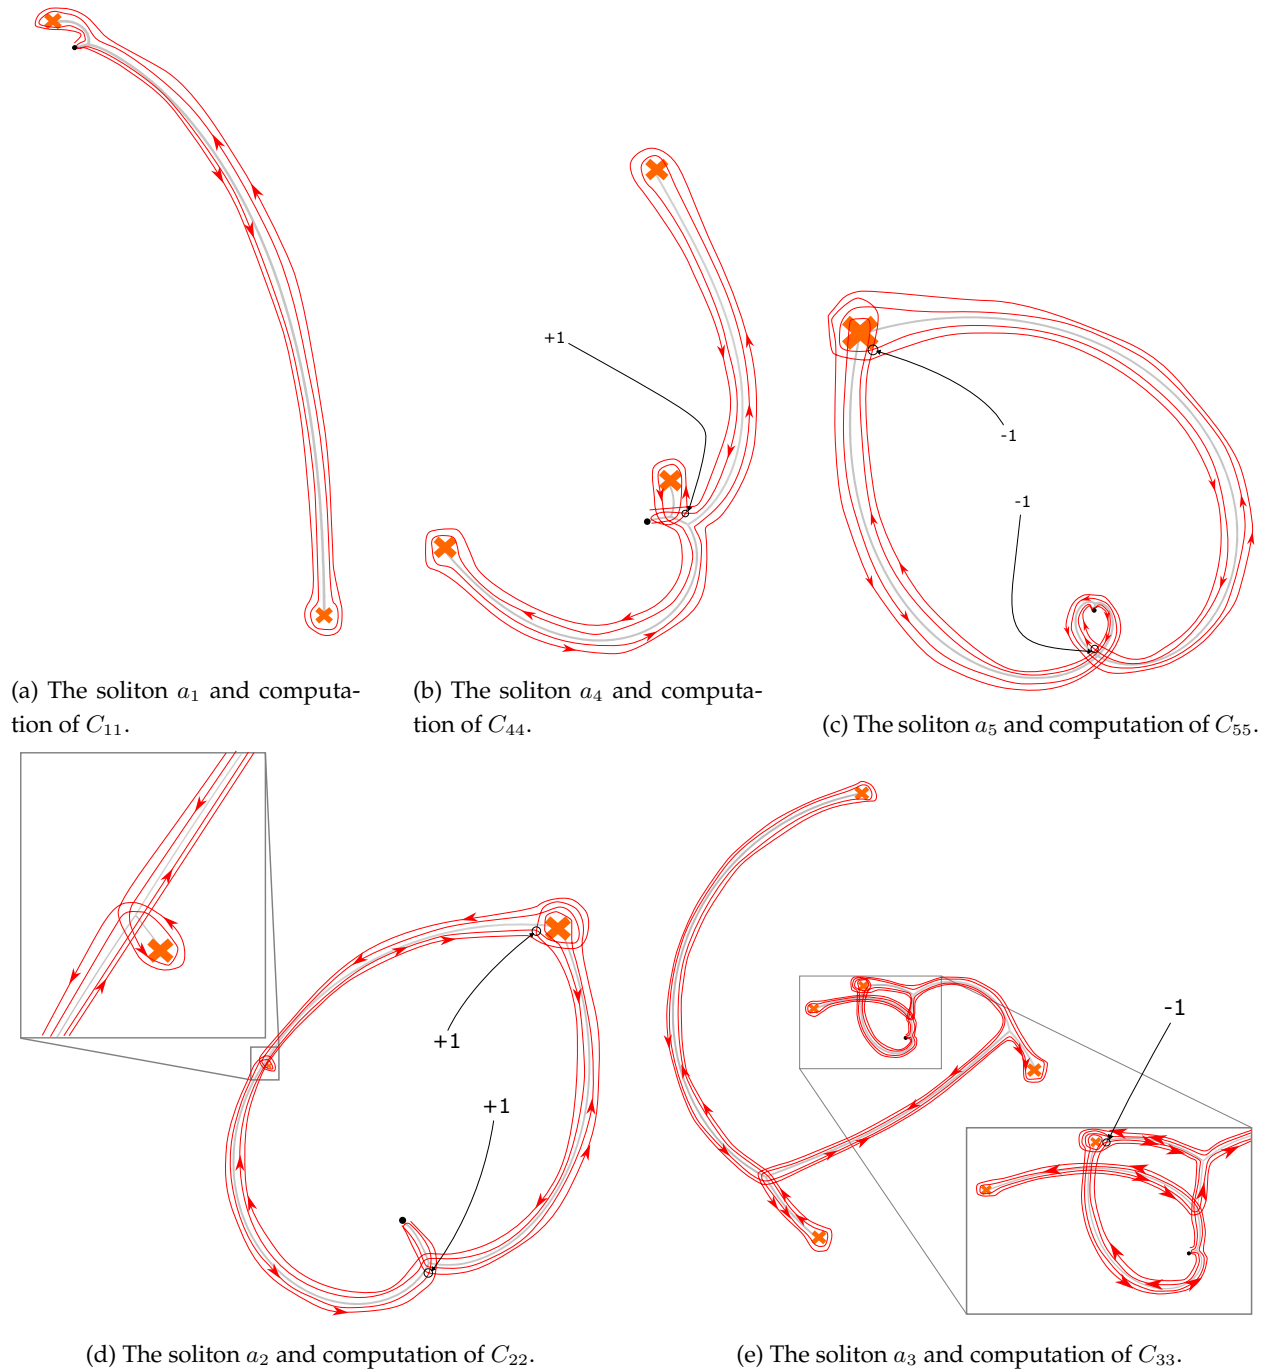 +1
-1
-1
(a) The soliton a₁ and computa-
tion of C₁₁.
(b) The soliton a₄ and computa-
tion of C₄₄.
(c) The soliton a₅ and computation of C₅₅.
+1
+1
-1
(d) The soliton a₂ and computation of C₂₂.
(e) The soliton a₃ and computation of C₃₃.